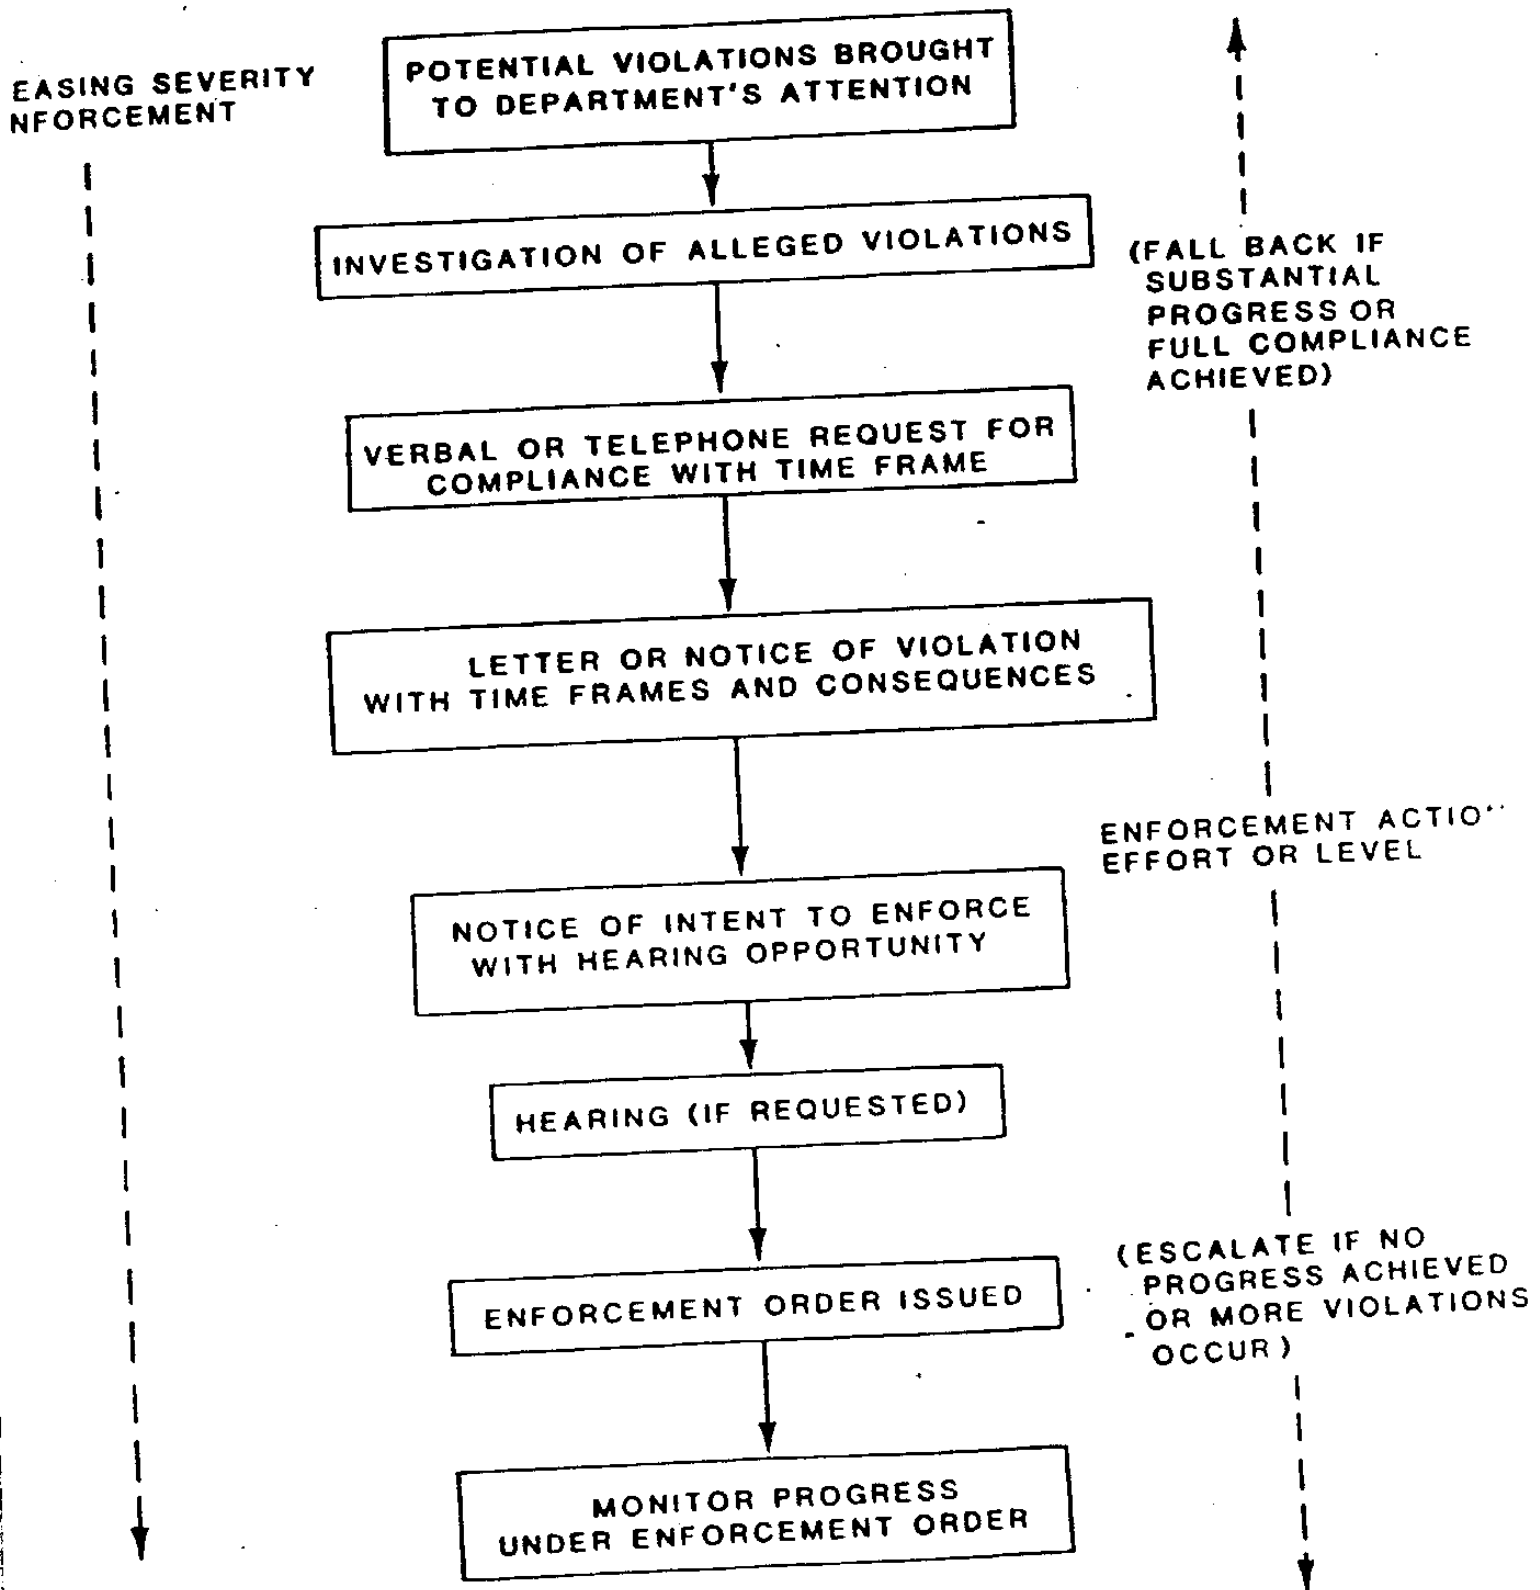 EASING SEVERITY
NFORCEMENT
POTENTIAL VIOLATIONS BROUGHT
TO DEPARTMENT'S ATTENTION
INVESTIGATION OF ALLEGED VIOLATIONS
(FALL BACK IF
SUBSTANTIAL
PROGRESS OR
FULL COMPLIANCE
ACHIEVED)
VERBAL OR TELEPHONE REQUEST FOR
COMPLIANCE WITH TIME FRAME
LETTER OR NOTICE OF VIOLATION
WITH TIME FRAMES AND CONSEQUENCES
ENFORCEMENT ACTIO
EFFORT OR LEVEL
NOTICE OF INTENT TO ENFORCE
WITH HEARING OPPORTUNITY
HEARING (IF REQUESTED)
ENFORCEMENT ORDER ISSUED
(ESCALATE IF NO
PROGRESS ACHIEVED
OR MORE VIOLATIONS
OCCUR)
MONITOR PROGRESS
UNDER ENFORCEMENT ORDER